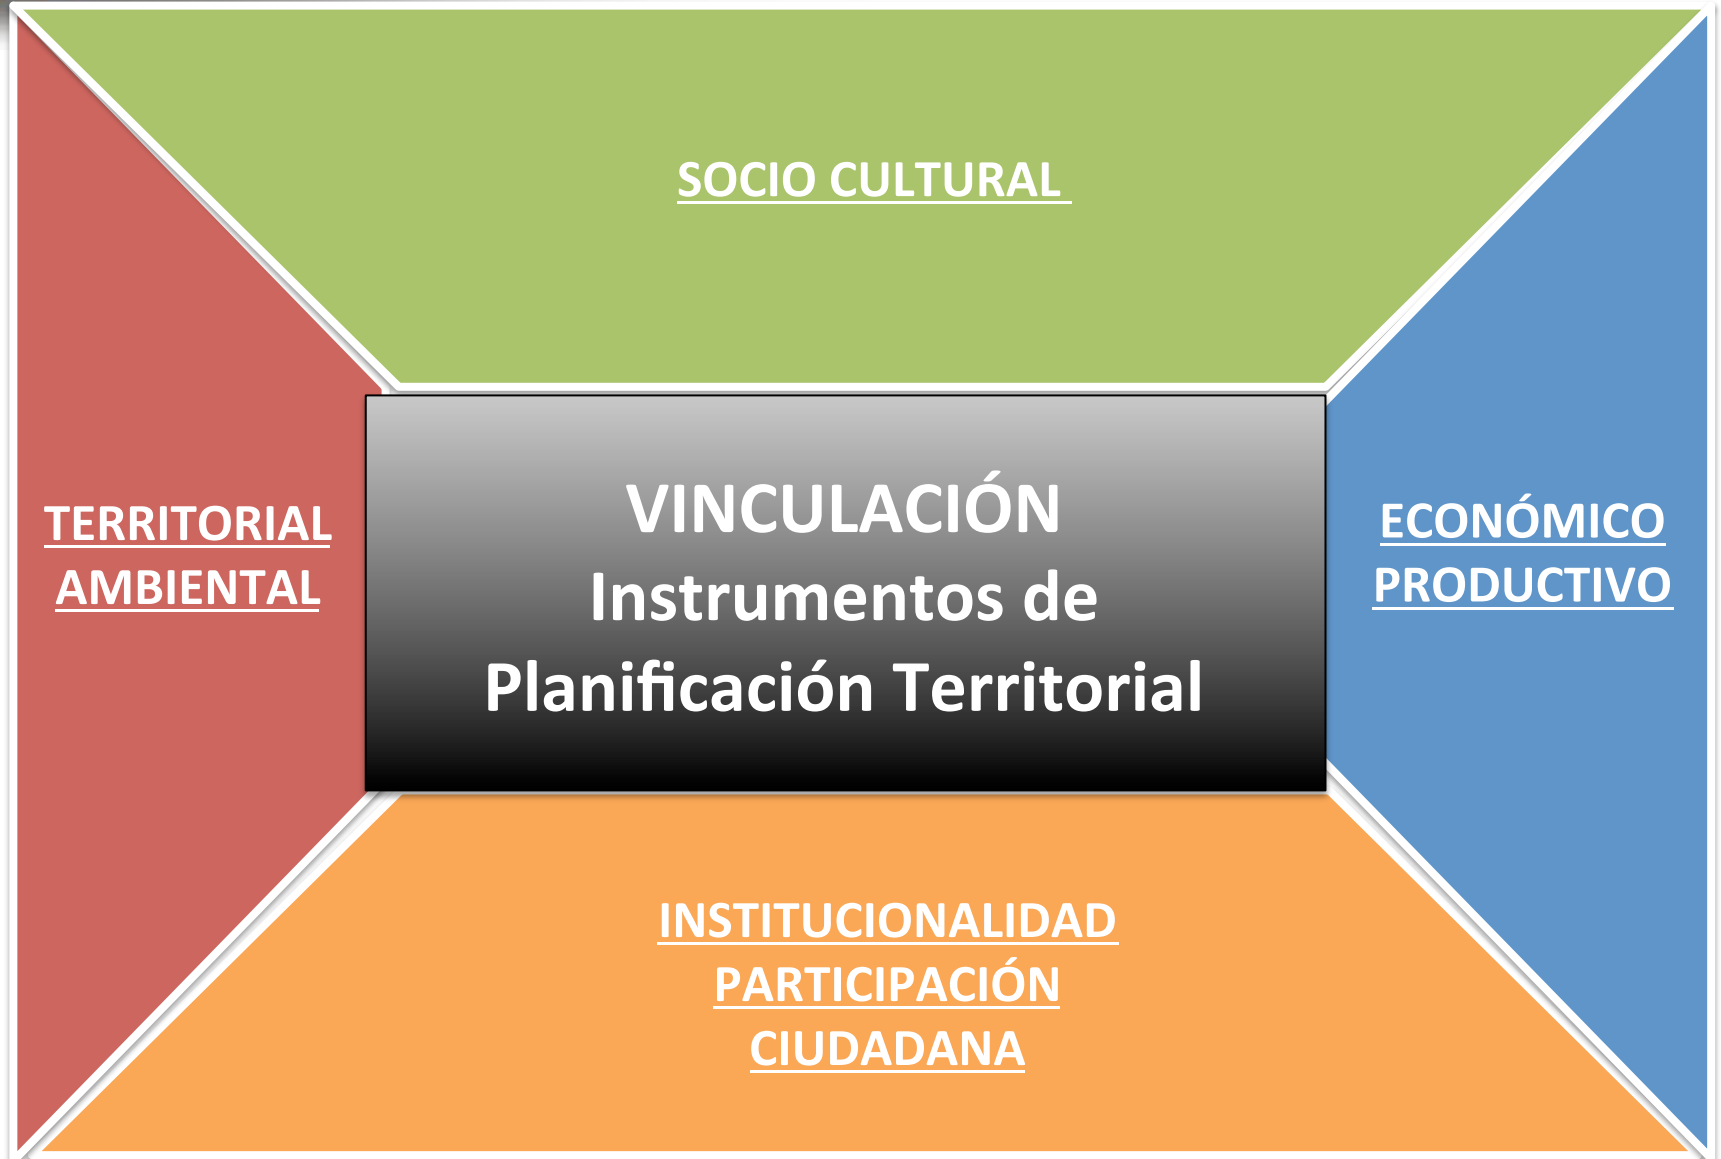 SOCIO CULTURAL
TERRITORIAL
AMBIENTAL
VINCULACIÓN
Instrumentos de
Planificación Territorial
ECONÓMICO
PRODUCTIVO
INSTITUCIONALIDAD
PARTICIPACIÓN
CIUDADANA